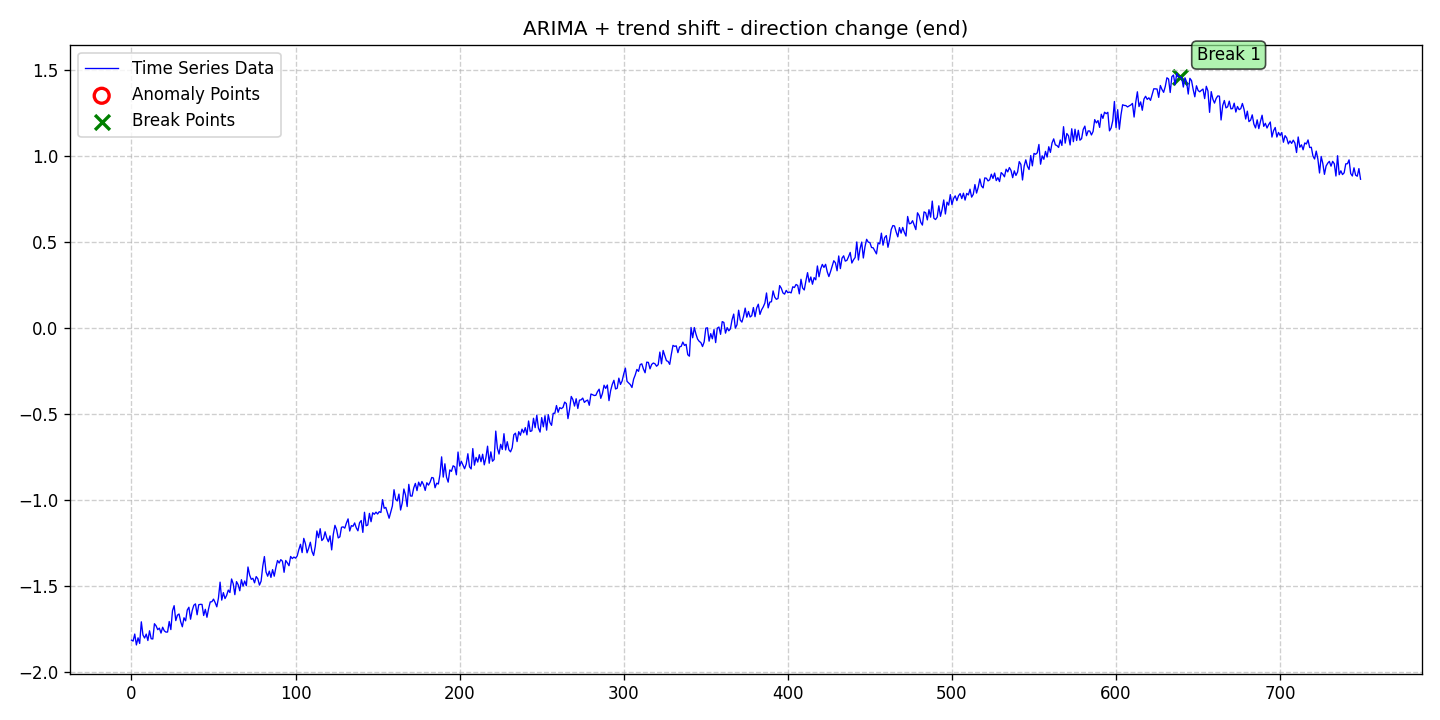 ARIMA + trend shift - direction change (end)
Time Series Data
Anomaly Points
Break Points
Break 1
1.5
1.0
0.5
0.0
−0.5
−1.0
−1.5
−2.0
0 100 200 300 400 500 600 700